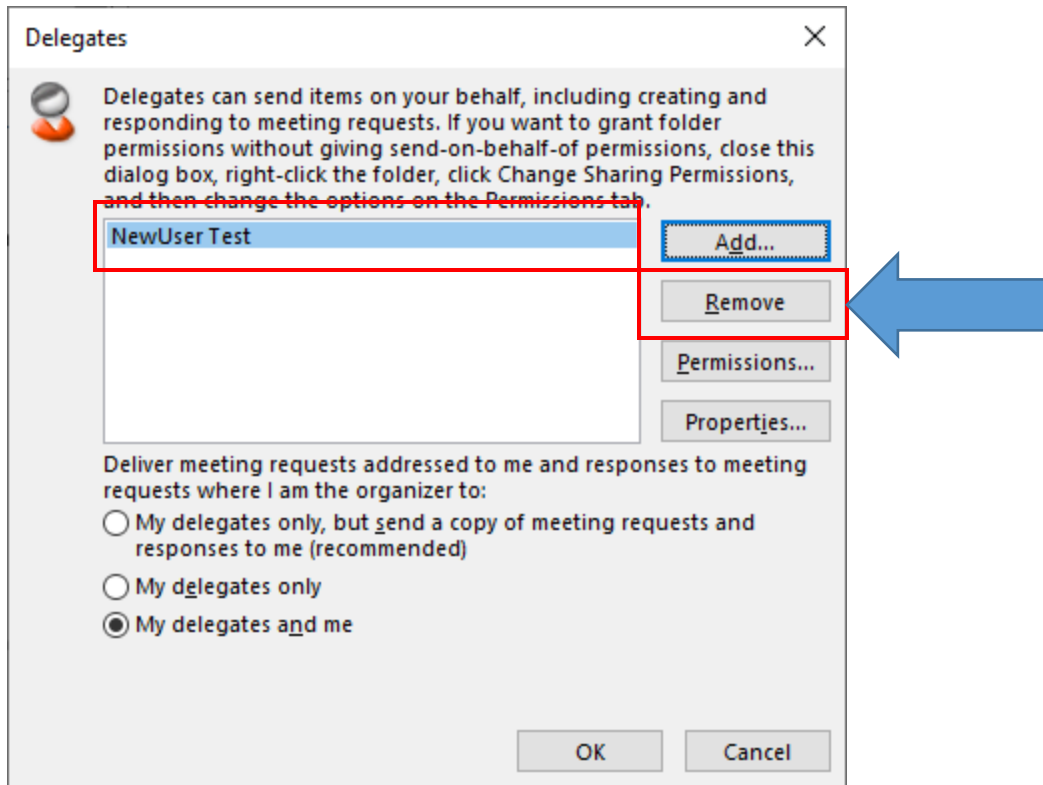 Delegates
Delegates can send items on your behalf, including creating and
responding to meeting requests. If you want to grant folder
permissions without giving send-on-behalf-of permissions, close this
dialog box, right-click the folder, click Change Sharing Permissions,
and then change the options on the Permissions tab.
NewUser Test
Add...
Remove
Permissions...
Properties...
Deliver meeting requests addressed to me and responses to meeting
requests where I am the organizer to:
My delegates only, but send a copy of meeting requests and
responses to me (recommended)
My delegates only
My delegates and me
OK
Cancel